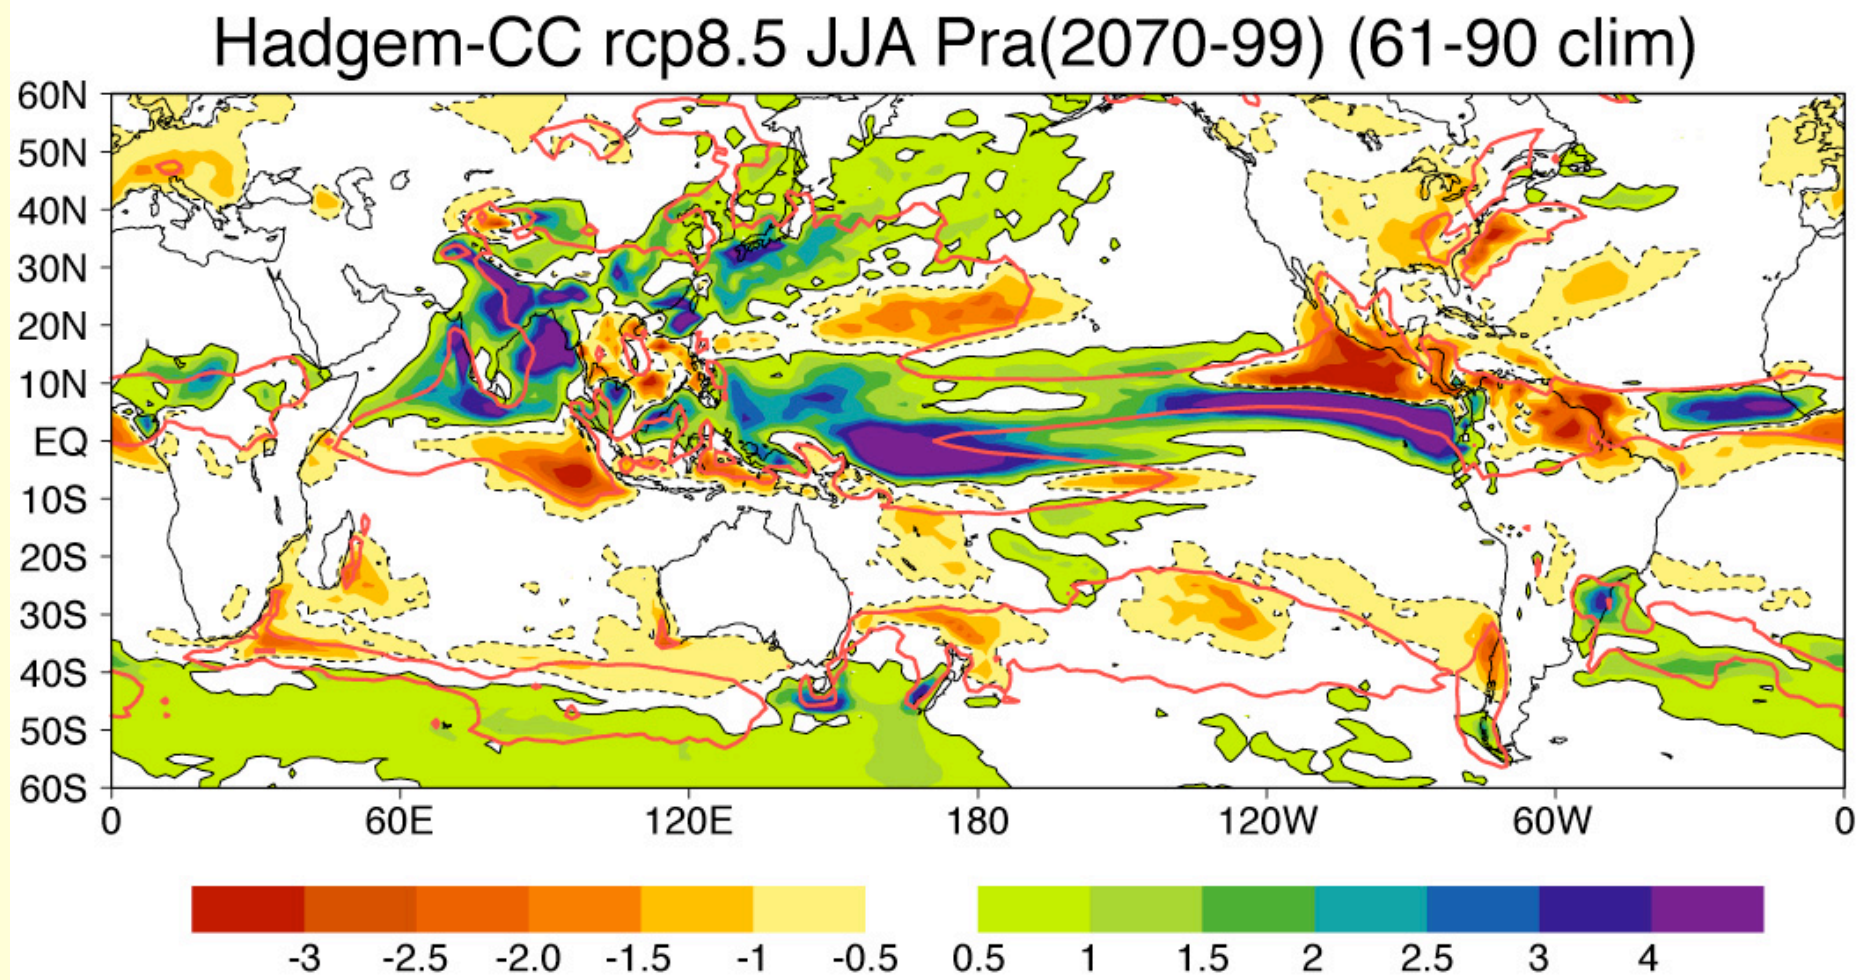 Hadgem-CC rcp8.5 JJA Pra(2070-99) (61-90 clim)
60N
50N
40N
30N
20N
10N
EQ
10S
20S
30S
40S
50S
60S
0 60E 120E 180 120W 60W 0
-3 -2.5 -2.0 -1.5 -1 -0.5 0.5 1 1.5 2 2.5 3 4